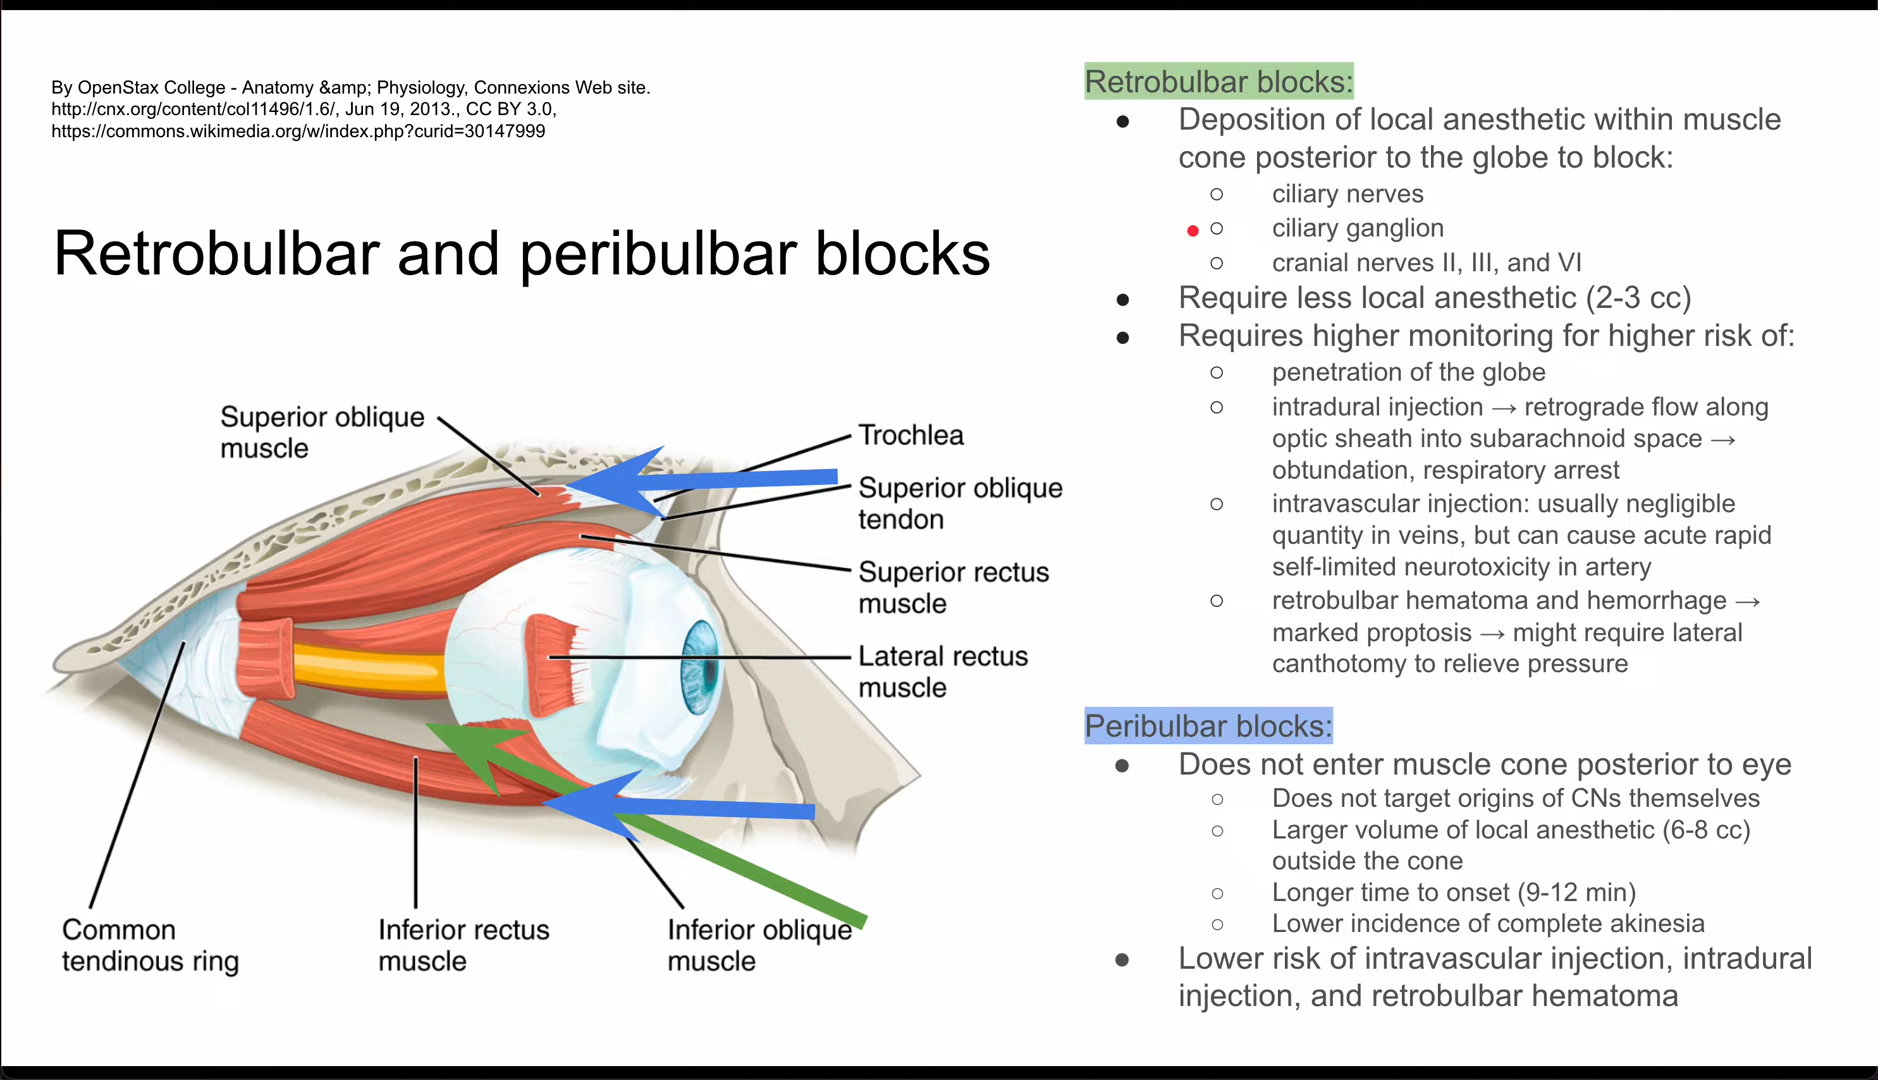 By OpenStax College - Anatomy &amp; Physiology, Connexions Web site.
http://cnx.org/content/col11496/1.6/, Jun 19, 2013., CC BY 3.0,
https://commons.wikimedia.org/w/index.php?curid=30147999
Retrobulbar and peribulbar blocks
Superior oblique
muscle
Trochlea
Superior oblique
tendon
Superior rectus
muscle
Lateral rectus
muscle
Common
tendinous ring
Inferior rectus
muscle
Inferior oblique
muscle
Retrobulbar blocks:
● Deposition of local anesthetic within muscle
cone posterior to the globe to block:
○ ciliary nerves
○ ciliary ganglion
○ cranial nerves II, III, and VI
● Require less local anesthetic (2-3 cc)
● Requires higher monitoring for higher risk of:
○ penetration of the globe
○ intradural injection → retrograde flow along
optic sheath into subarachnoid space →
obtundation, respiratory arrest
○ intravascular injection: usually negligible
quantity in veins, but can cause acute rapid
self-limited neurotoxicity in artery
○ retrobulbar hematoma and hemorrhage →
marked proptosis → might require lateral
canthotomy to relieve pressure
Peribulbar blocks:
● Does not enter muscle cone posterior to eye
○ Does not target origins of CNs themselves
○ Larger volume of local anesthetic (6-8 cc)
outside the cone
○ Longer time to onset (9-12 min)
○ Lower incidence of complete akinesia
● Lower risk of intravascular injection, intradural
injection, and retrobulbar hematoma